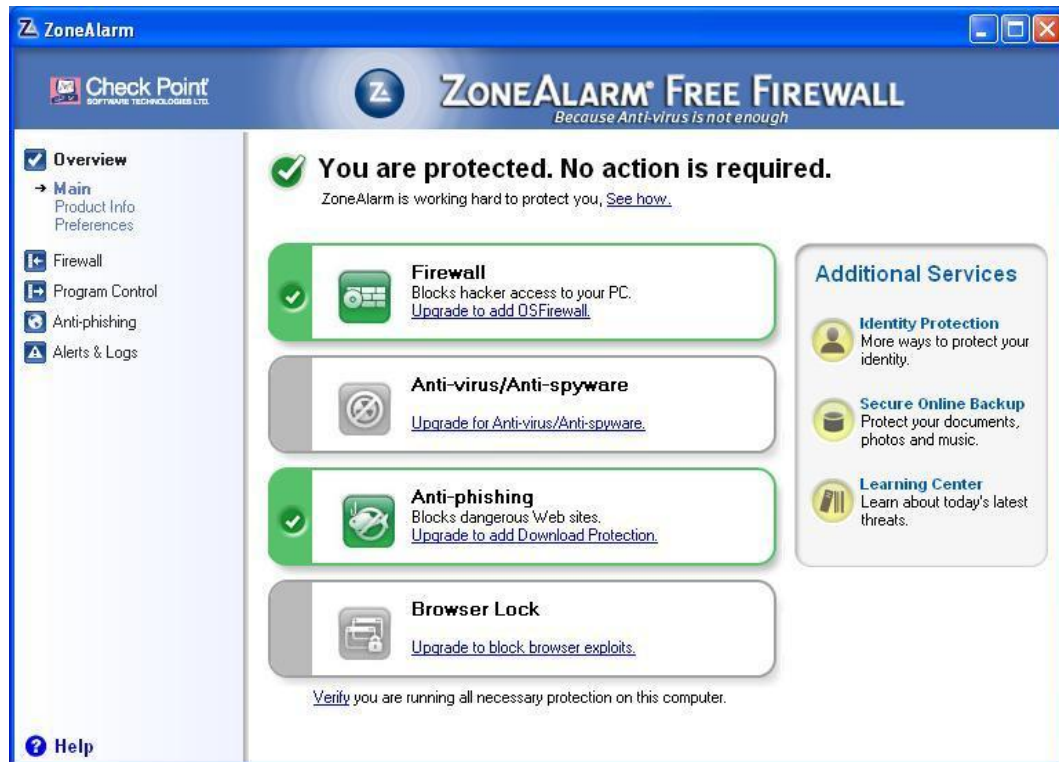 ZoneAlarm
Check Point
SOFTWARE TECHNOLOGIES LTD.
ZONEALARM® FREE FIREWALL
Because Anti-virus is not enough
Overview
Main
Product Info
Preferences
Firewall
Program Control
Anti-phishing
Alerts & Logs
Help
You are protected. No action is required.
ZoneAlarm is working hard to protect you, See how.
Firewall
Blocks hacker access to your PC.
Upgrade to add OSFirewall.
Anti-virus/Anti-spyware
Upgrade for Anti-virus/Anti-spyware.
Anti-phishing
Blocks dangerous Web sites.
Upgrade to add Download Protection.
Browser Lock
Upgrade to block browser exploits.
Verify you are running all necessary protection on this computer.
Additional Services
Identity Protection
More ways to protect your
identity.
Secure Online Backup
Protect your documents,
photos and music.
Learning Center
Learn about today's latest
threats.